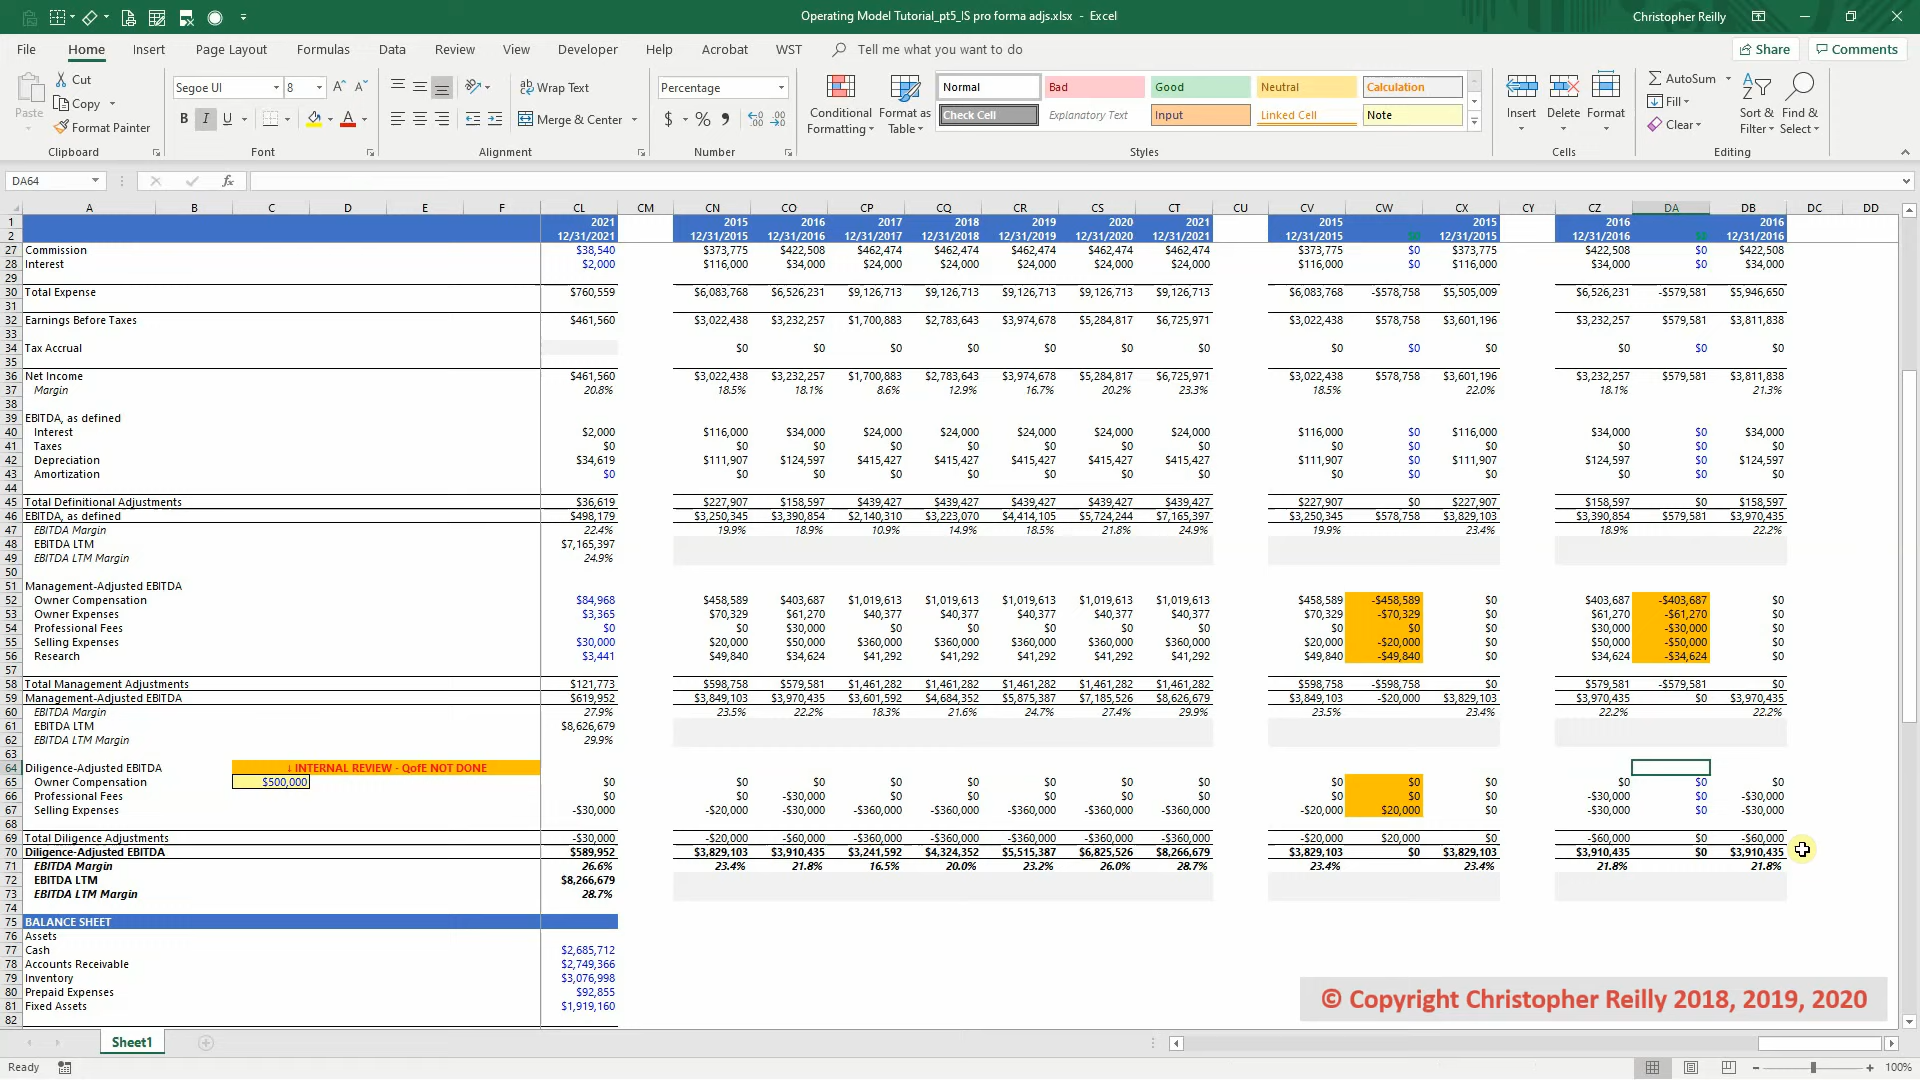 Operating Model Tutorial_pt5_IS pro forma adjs.xlsx - Excel
Christopher Reilly
File Home Insert Page Layout Formulas Data Review View Developer Help Acrobat WST Tell me what you want to do Share Comments
Paste Cut Copy Format Painter Clipboard
Segoe UI 8 B I U A Font
Wrap Text Merge & Center Alignment
Percentage $ % Number
Conditional Formatting Format as Table
Normal Bad Good Neutral Calculation
Check Cell Explanatory Text Input Linked Cell Note
Styles
Insert Delete Format Cells
AutoSum Fill Clear Sort & Filter Find & Select Editing
DA64 fx
A B C D E F CL CM CN CO CP CQ CR CS CT CU CV CW CX CY CZ DA DB DC DD
1 2021 2015 2016 2017 2018 2019 2020 2021 2015 2015 2016 2016
2 12/31/2021 12/31/2015 12/31/2016 12/31/2017 12/31/2018 12/31/2019 12/31/2020 12/31/2021 12/31/2015 $0 12/31/2015 12/31/2016 $0 12/31/2016
27 Commission $38,540 $373,775 $422,508 $462,474 $462,474 $462,474 $462,474 $462,474 $373,775 $0 $373,775 $422,508 $0 $422,508
28 Interest $2,000 $116,000 $34,000 $24,000 $24,000 $24,000 $24,000 $24,000 $116,000 $0 $116,000 $34,000 $0 $34,000
29
30 Total Expense $760,559 $6,083,768 $6,526,231 $9,126,713 $9,126,713 $9,126,713 $9,126,713 $9,126,713 $6,083,768 -$578,758 $5,505,009 $6,526,231 -$579,581 $5,946,650
31
32 Earnings Before Taxes $461,560 $3,022,438 $3,232,257 $1,700,883 $2,783,643 $3,974,678 $5,284,817 $6,725,971 $3,022,438 $578,758 $3,601,196 $3,232,257 $579,581 $3,811,838
33
34 Tax Accrual $0 $0 $0 $0 $0 $0 $0 $0 $0 $0 $0 $0 $0
35
36 Net Income $461,560 $3,022,438 $3,232,257 $1,700,883 $2,783,643 $3,974,678 $5,284,817 $6,725,971 $3,022,438 $578,758 $3,601,196 $3,232,257 $579,581 $3,811,838
37 Margin 20.8% 18.5% 18.1% 8.6% 12.9% 16.7% 20.2% 23.3% 18.5% 22.0% 18.1% 21.3%
38
39 EBITDA, as defined
40 Interest $2,000 $116,000 $34,000 $24,000 $24,000 $24,000 $24,000 $24,000 $116,000 $0 $116,000 $34,000 $0 $34,000
41 Taxes $0 $0 $0 $0 $0 $0 $0 $0 $0 $0 $0 $0 $0 $0
42 Depreciation $34,619 $111,907 $124,597 $415,427 $415,427 $415,427 $415,427 $415,427 $111,907 $0 $111,907 $124,597 $0 $124,597
43 Amortization $0 $0 $0 $0 $0 $0 $0 $0 $0 $0 $0 $0 $0 $0
44
45 Total Definitional Adjustments $36,619 $227,907 $158,597 $439,427 $439,427 $439,427 $439,427 $439,427 $227,907 $0 $227,907 $158,597 $0 $158,597
46 EBITDA, as defined $498,179 $3,250,345 $3,390,854 $2,140,310 $3,223,070 $4,414,105 $5,724,244 $7,165,397 $3,250,345 $578,758 $3,829,103 $3,390,854 $579,581 $3,970,435
47 EBITDA Margin 22.4% 19.9% 18.9% 10.9% 14.9% 18.5% 21.8% 24.9% 19.9% 23.4% 18.9% 22.2%
48 EBITDA LTM $7,165,397
49 EBITDA LTM Margin 24.9%
50
51 Management-Adjusted EBITDA
52 Owner Compensation $84,968 $458,589 $403,687 $1,019,613 $1,019,613 $1,019,613 $1,019,613 $1,019,613 $458,589 -$458,589 $0 $403,687 -$403,687 $0
53 Owner Expenses $3,365 $70,329 $61,270 $40,377 $40,377 $40,377 $40,377 $40,377 $70,329 -$70,329 $0 $61,270 -$61,270 $0
54 Professional Fees $0 $0 $30,000 $0 $0 $0 $0 $0 $0 $0 $0 $30,000 -$30,000 $0
55 Selling Expenses $30,000 $20,000 $50,000 $360,000 $360,000 $360,000 $360,000 $360,000 $20,000 -$20,000 $0 $50,000 -$50,000 $0
56 Research $3,441 $49,840 $34,624 $41,292 $41,292 $41,292 $41,292 $41,292 $49,840 -$49,840 $0 $34,624 -$34,624 $0
57
58 Total Management Adjustments $121,773 $598,758 $579,581 $1,461,282 $1,461,282 $1,461,282 $1,461,282 $1,461,282 $598,758 -$598,758 $0 $579,581 -$579,581 $0
59 Management-Adjusted EBITDA $619,952 $3,849,103 $3,970,435 $3,601,592 $4,684,352 $5,875,387 $7,185,526 $8,626,679 $3,849,103 -$20,000 $3,829,103 $3,970,435 $0 $3,970,435
60 EBITDA Margin 27.9% 23.5% 22.2% 18.3% 21.6% 24.7% 27.4% 29.9% 23.5% 23.4% 22.2% 22.2%
61 EBITDA LTM $8,626,679
62 EBITDA LTM Margin 29.9%
63
64 Diligence-Adjusted EBITDA ↓ INTERNAL REVIEW - QofE NOT DONE
65 Owner Compensation $500,000 $0 $0 $0 $0 $0 $0 $0 $0 $0 $0 $0 $0 $0 $0
66 Professional Fees $0 $0 -$30,000 $0 $0 $0 $0 $0 $0 $0 $0 -$30,000 $0 -$30,000
67 Selling Expenses -$30,000 -$20,000 -$30,000 -$360,000 -$360,000 -$360,000 -$360,000 -$360,000 -$20,000 $20,000 $0 -$30,000 $0 -$30,000
68
69 Total Diligence Adjustments -$30,000 -$20,000 -$60,000 -$360,000 -$360,000 -$360,000 -$360,000 -$360,000 -$20,000 $20,000 $0 -$60,000 $0 -$60,000
70 Diligence-Adjusted EBITDA $589,952 $3,829,103 $3,910,435 $3,241,592 $4,324,352 $5,515,387 $6,825,526 $8,266,679 $3,829,103 $0 $3,829,103 $3,910,435 $0 $3,910,435
71 EBITDA Margin 26.6% 23.4% 21.8% 16.5% 20.0% 23.2% 26.0% 28.7% 23.4% 23.4% 21.8% 21.8%
72 EBITDA LTM $8,266,679
73 EBITDA LTM Margin 28.7%
74
75 BALANCE SHEET
76 Assets
77 Cash $2,685,712
78 Accounts Receivable $2,749,366
79 Inventory $3,076,998
80 Prepaid Expenses $92,855
81 Fixed Assets $1,919,160
82
© Copyright Christopher Reilly 2018, 2019, 2020
Sheet1
Ready 100%